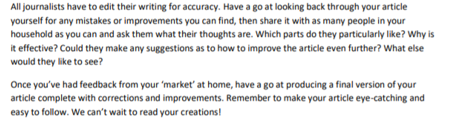 All journalists have to edit their writing for accuracy. Have a go at looking back through your article
yourself for any mistakes or improvements you can find, then share it with as many people in your
household as you can and ask them what their thoughts are. Which parts do they particularly like? Why is
it effective? Could they make any suggestions as to how to improve the article even further? What else
would they like to see?
Once you've had feedback from your 'market' at home, have a go at producing a final version of your
article complete with corrections and improvements. Remember to make your article eye-catching and
easy to follow. We can't wait to read your creations!